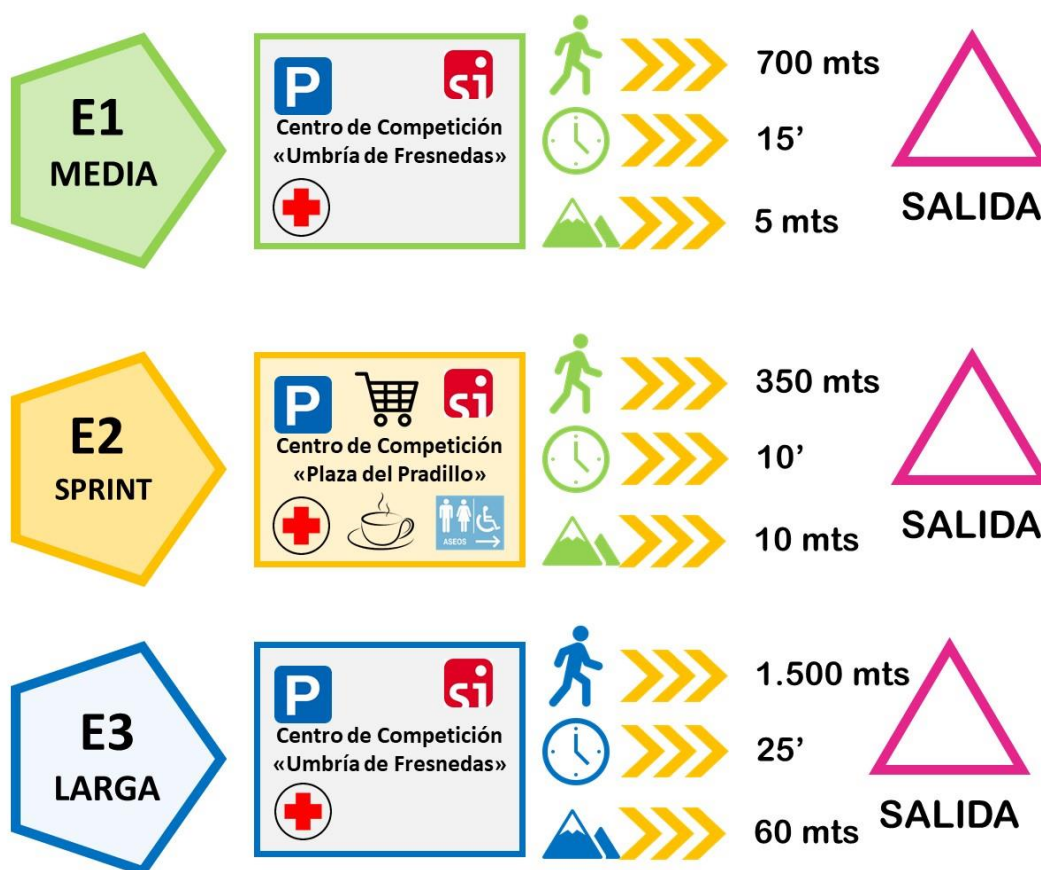 E1
MEDIA
P
si
Centro de Competición
«Umbría de Fresnedas»
700 mts
15’
5 mts
SALIDA
E2
SPRINT
P
si
Centro de Competición
«Plaza del Pradillo»
ASEOS
350 mts
10’
10 mts
SALIDA
E3
LARGA
P
si
Centro de Competición
«Umbría de Fresnedas»
1.500 mts
25’
60 mts
SALIDA